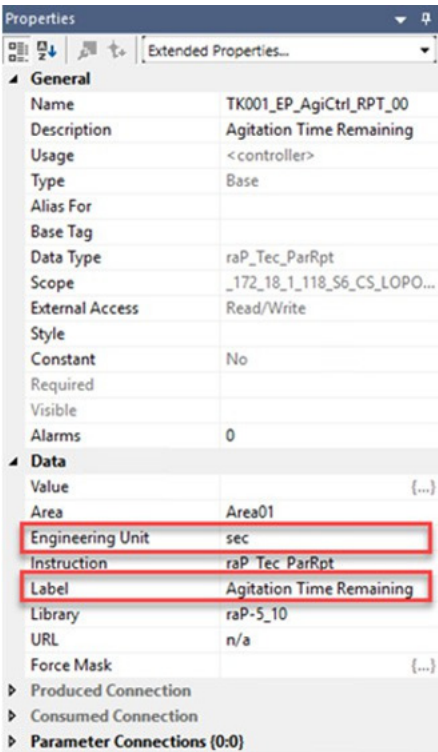 Properties
Extended Properties...
General
Name TK001_EP_AgiCtrl_RPT_00
Description Agitation Time Remaining
Usage <controller>
Type Base
Alias For
Base Tag
Data Type raP_Tec_ParRpt
Scope _172_18_1_118_S6_CS_LOPO...
External Access Read/Write
Style
Constant No
Required
Visible
Alarms 0
Data
Value {...}
Area Area01
Engineering Unit sec
Instruction raP_Tec_ParRpt
Label Agitation Time Remaining
Library raP-5_10
URL n/a
Force Mask {...}
Produced Connection
Consumed Connection
Parameter Connections {0:0}